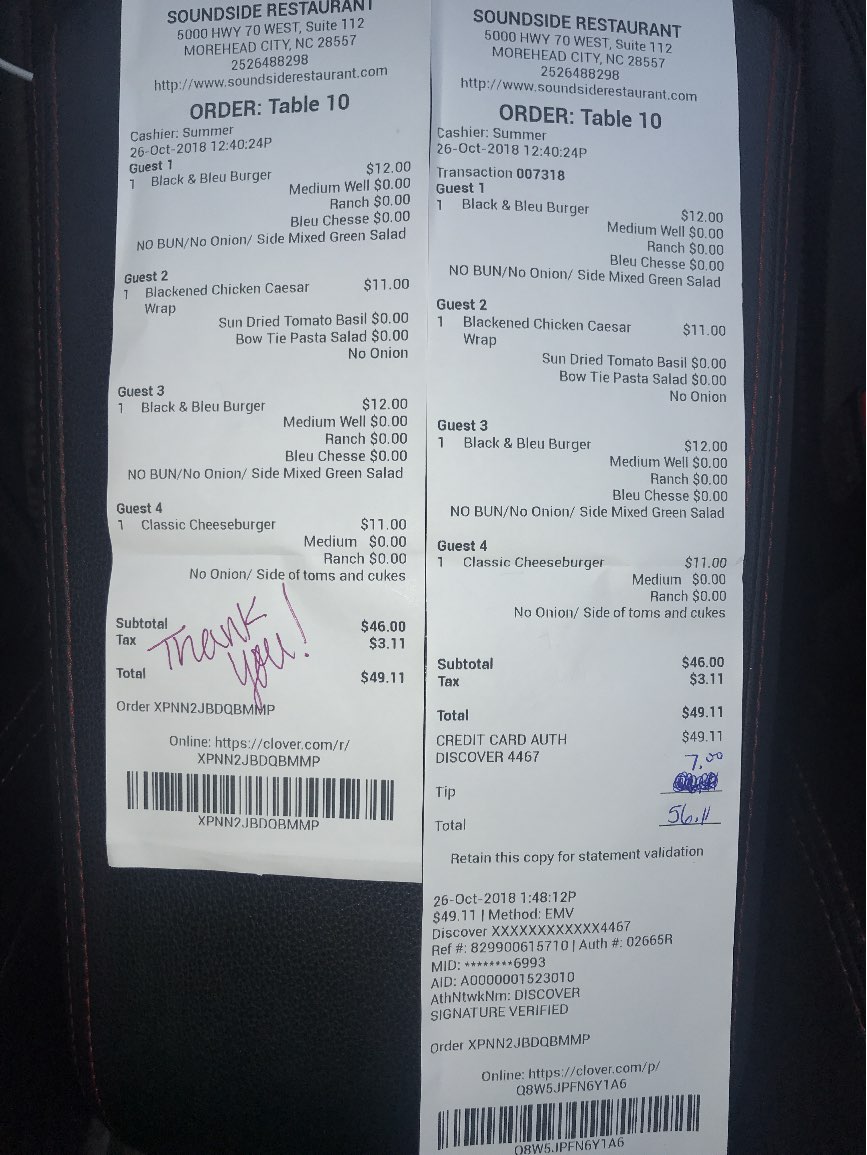 SOUNDSIDE RESTAURANT
5000 HWY 70 WEST, Suite 112
MOREHEAD CITY, NC 28557
2526488298
http://www.soundsiderestaurant.com
ORDER: Table 10
Cashier: Summer
26-Oct-2018 12:40:24P
Guest 1
1 Black & Bleu Burger $12.00
Medium Well $0.00
Ranch $0.00
Bleu Chesse $0.00
NO BUN/No Onion/ Side Mixed Green Salad
Guest 2
1 Blackened Chicken Caesar $11.00
Wrap
Sun Dried Tomato Basil $0.00
Bow Tie Pasta Salad $0.00
No Onion
Guest 3
1 Black & Bleu Burger $12.00
Medium Well $0.00
Ranch $0.00
Bleu Chesse $0.00
NO BUN/No Onion/ Side Mixed Green Salad
Guest 4
1 Classic Cheeseburger $11.00
Medium $0.00
Ranch $0.00
No Onion/ Side of toms and cukes
Subtotal $46.00
Tax $3.11
Thank
you!
Total $49.11
Order XPNN2JBDQBMMP
Online: https://clover.com/r/
XPNN2JBDQBMMP
XPNN2JBDQBMMP
SOUNDSIDE RESTAURANT
5000 HWY 70 WEST, Suite 112
MOREHEAD CITY, NC 28557
2526488298
http://www.soundsiderestaurant.com
ORDER: Table 10
Cashier: Summer
26-Oct-2018 12:40:24P
Transaction 007318
Guest 1
1 Black & Bleu Burger $12.00
Medium Well $0.00
Ranch $0.00
Bleu Chesse $0.00
NO BUN/No Onion/ Side Mixed Green Salad
Guest 2
1 Blackened Chicken Caesar $11.00
Wrap
Sun Dried Tomato Basil $0.00
Bow Tie Pasta Salad $0.00
No Onion
Guest 3
1 Black & Bleu Burger $12.00
Medium Well $0.00
Ranch $0.00
Bleu Chesse $0.00
NO BUN/No Onion/ Side Mixed Green Salad
Guest 4
1 Classic Cheeseburger $11.00
Medium $0.00
Ranch $0.00
No Onion/ Side of toms and cukes
Subtotal $46.00
Tax $3.11
Total $49.11
CREDIT CARD AUTH $49.11
DISCOVER 4467
7.00
Tip
Total 56.11
Retain this copy for statement validation
26-Oct-2018 1:48:12P
$49.11 | Method: EMV
Discover XXXXXXXXXXXX4467
Ref #: 829900615710 | Auth #: 02665R
MID: ********6993
AID: A0000001523010
AthNtwkNm: DISCOVER
SIGNATURE VERIFIED
Order XPNN2JBDQBMMP
Online: https://clover.com/p/
Q8W5JPFN6Y1A6
Q8W5JPFN6Y1A6